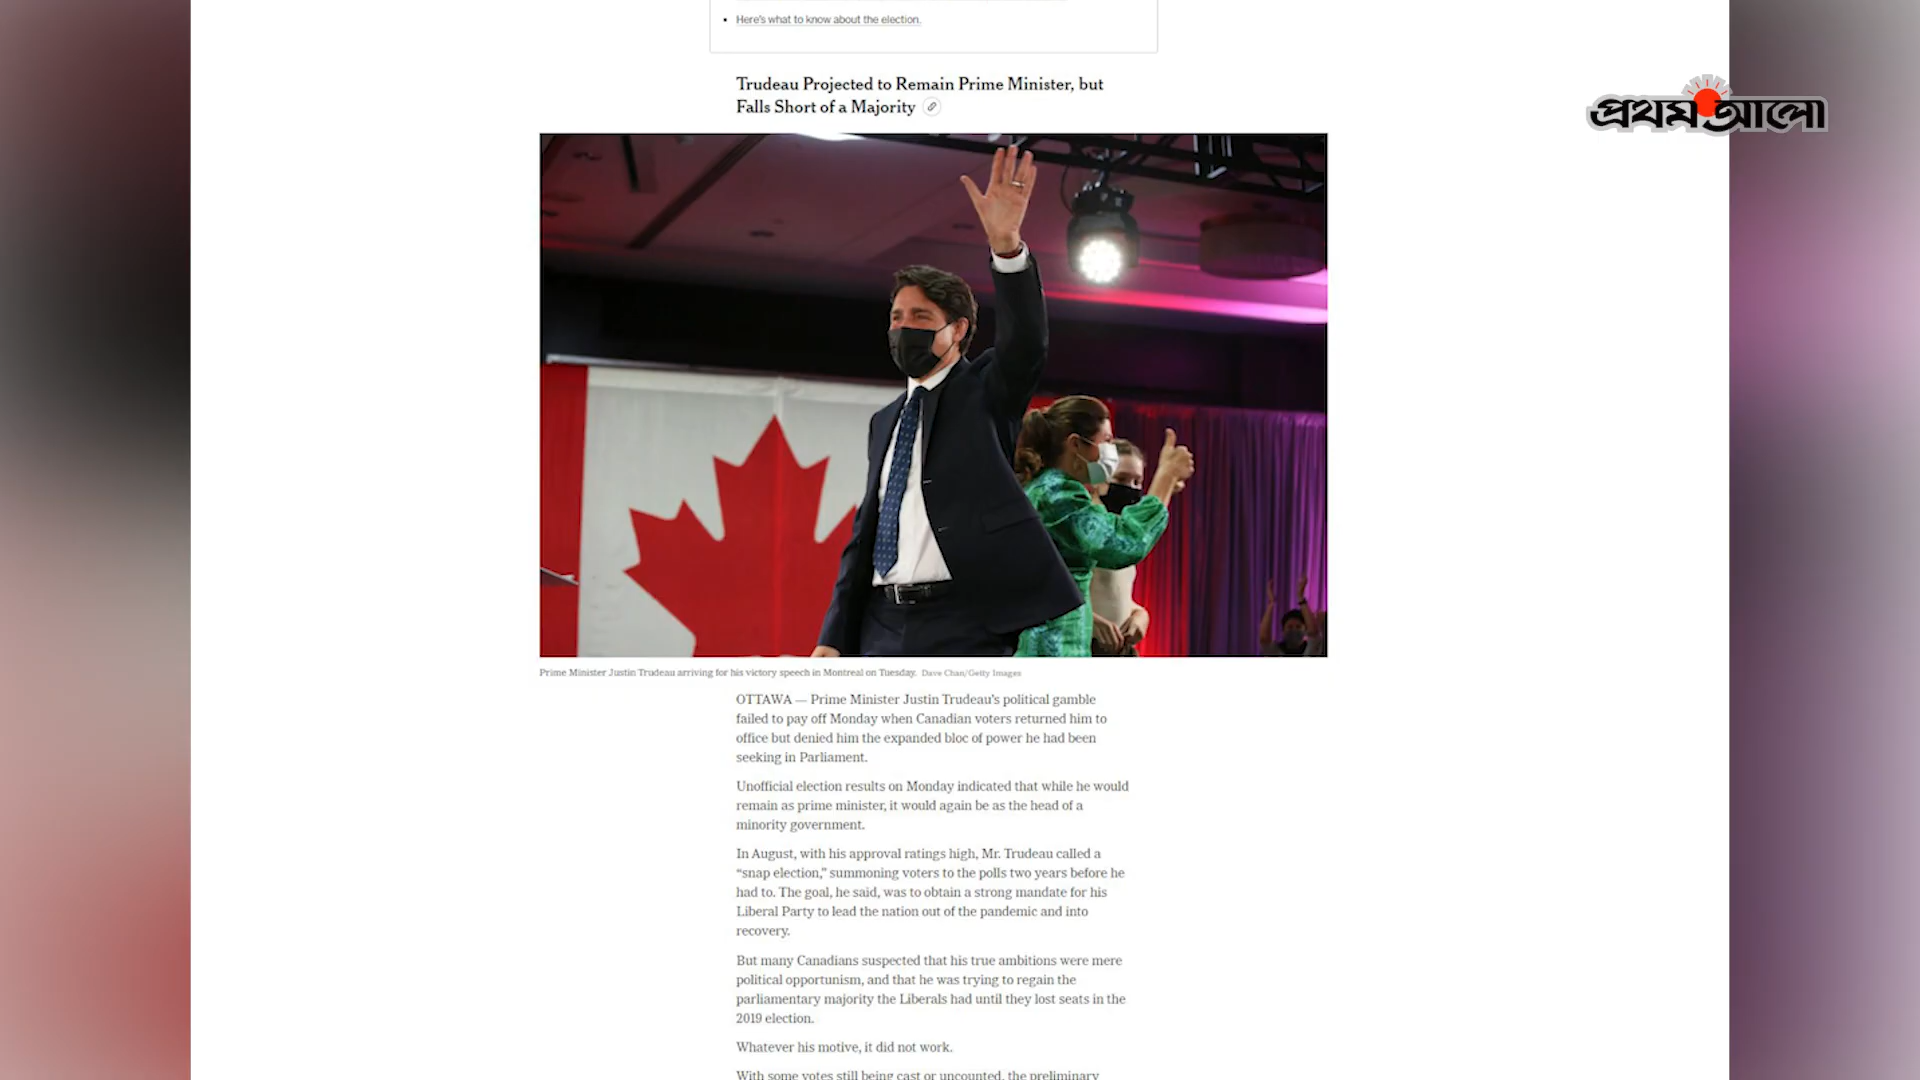 Here's what to know about the election.
Trudeau Projected to Remain Prime Minister, but
Falls Short of a Majority
প্রথম আলো
Prime Minister Justin Trudeau arriving for his victory speech in Montreal on Tuesday. Dave Chan/Getty Images
OTTAWA — Prime Minister Justin Trudeau's political gamble
failed to pay off Monday when Canadian voters returned him to
office but denied him the expanded bloc of power he had been
seeking in Parliament.
Unofficial election results on Monday indicated that while he would
remain as prime minister, it would again be as the head of a
minority government.
In August, with his approval ratings high, Mr. Trudeau called a
“snap election,” summoning voters to the polls two years before he
had to. The goal, he said, was to obtain a strong mandate for his
Liberal Party to lead the nation out of the pandemic and into
recovery.
But many Canadians suspected that his true ambitions were mere
political opportunism, and that he was trying to regain the
parliamentary majority the Liberals had until they lost seats in the
2019 election.
Whatever his motive, it did not work.
With some votes still being cast or uncounted, the preliminary